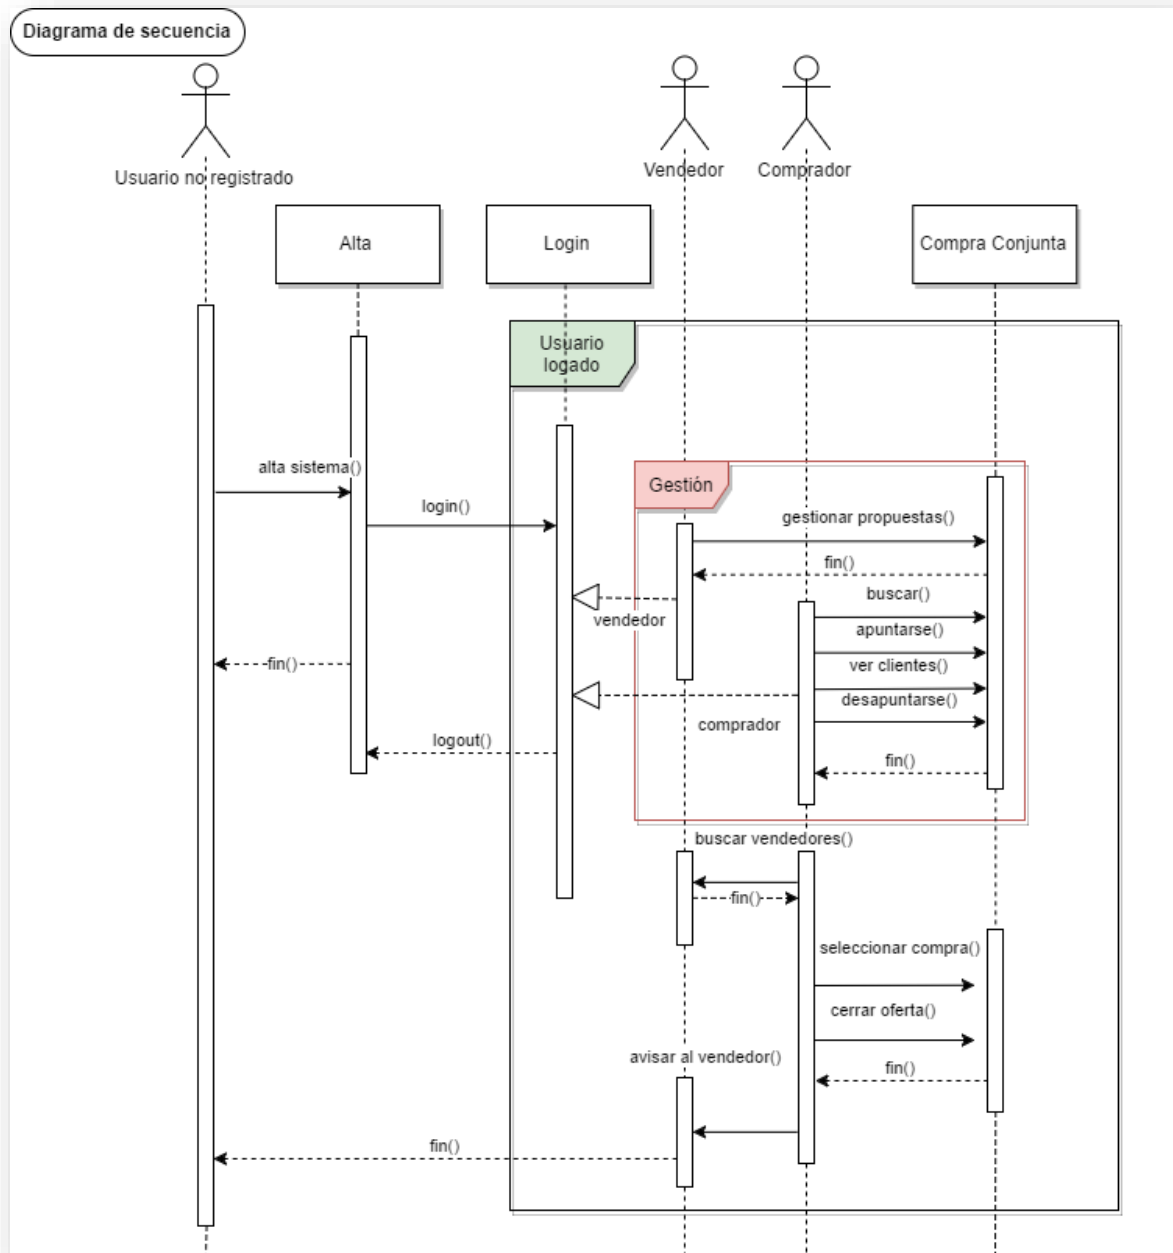 Diagrama de secuencia
Usuario no registrado
Vendedor
Comprador
Alta
Login
Compra Conjunta
Usuario
logado
alta sistema()
Gestión
login()
gestionar propuestas()
fin()
buscar()
vendedor
apuntarse()
fin()
ver clientes()
desapuntarse()
comprador
logout()
fin()
buscar vendedores()
fin()
seleccionar compra()
cerrar oferta()
avisar al vendedor()
fin()
fin()